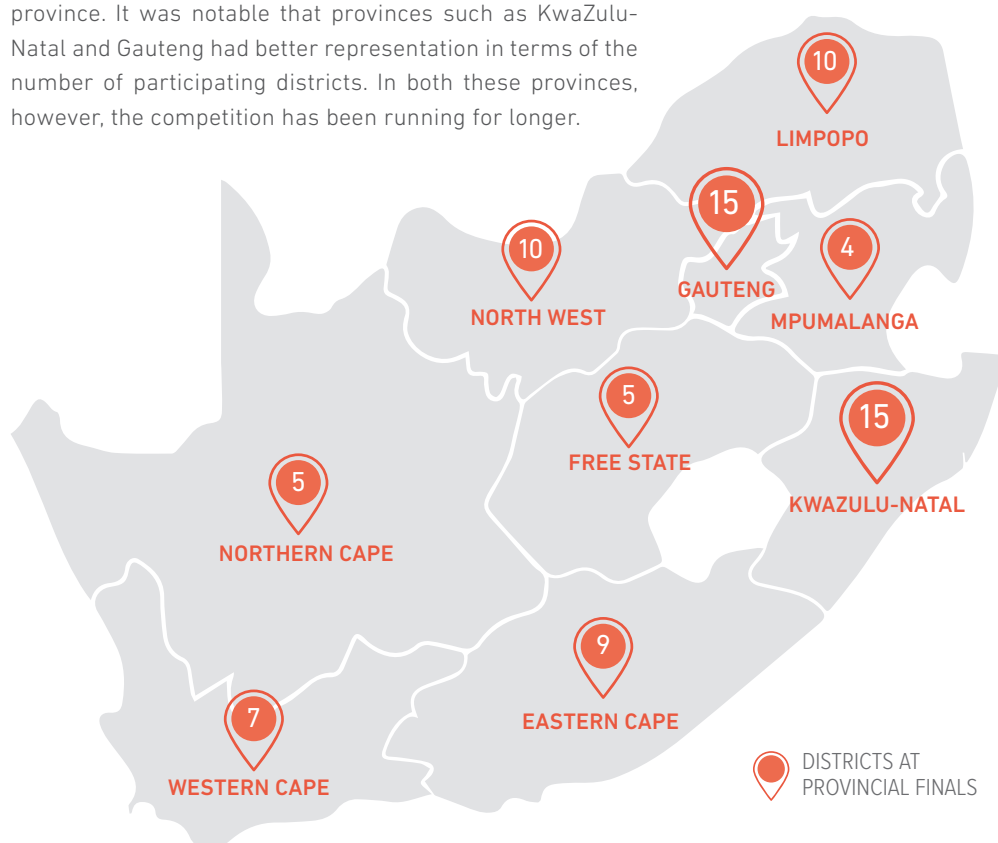 province. It was notable that provinces such as KwaZulu-
Natal and Gauteng had better representation in terms of the
number of participating districts. In both these provinces,
however, the competition has been running for longer.
10
LIMPOPO
15
GAUTENG
10
NORTH WEST
4
MPUMALANGA
5
FREE STATE
15
KWAZULU-NATAL
5
NORTHERN CAPE
9
EASTERN CAPE
7
WESTERN CAPE
DISTRICTS AT
PROVINCIAL FINALS